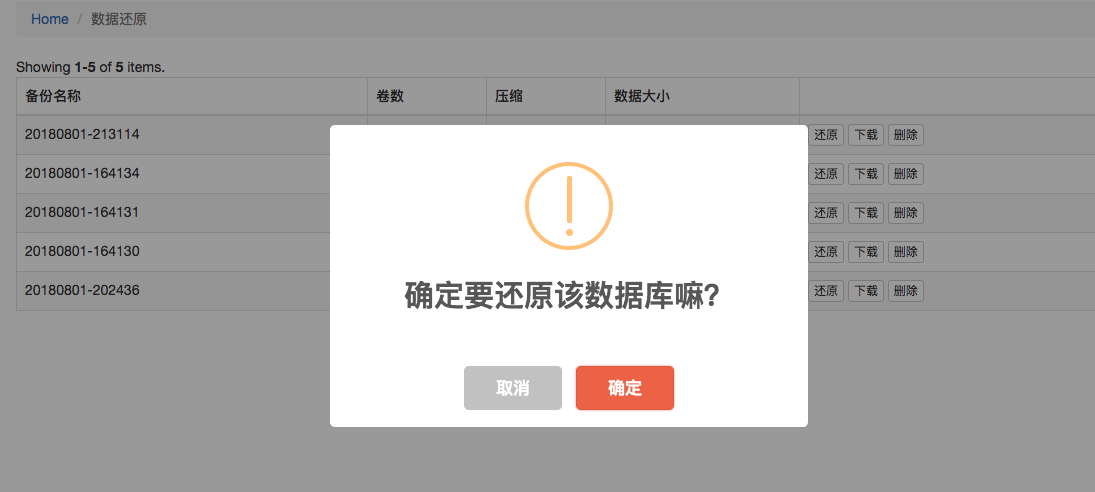 Home / 数据还原
Showing 1-5 of 5 items.
备份名称 卷数 压缩 数据大小
20180801-213114 还原 下载 删除
20180801-164134 还原 下载 删除
20180801-164131 还原 下载 删除
20180801-164130 还原 下载 删除
20180801-202436 还原 下载 删除
确定要还原该数据库嘛?
取消 确定